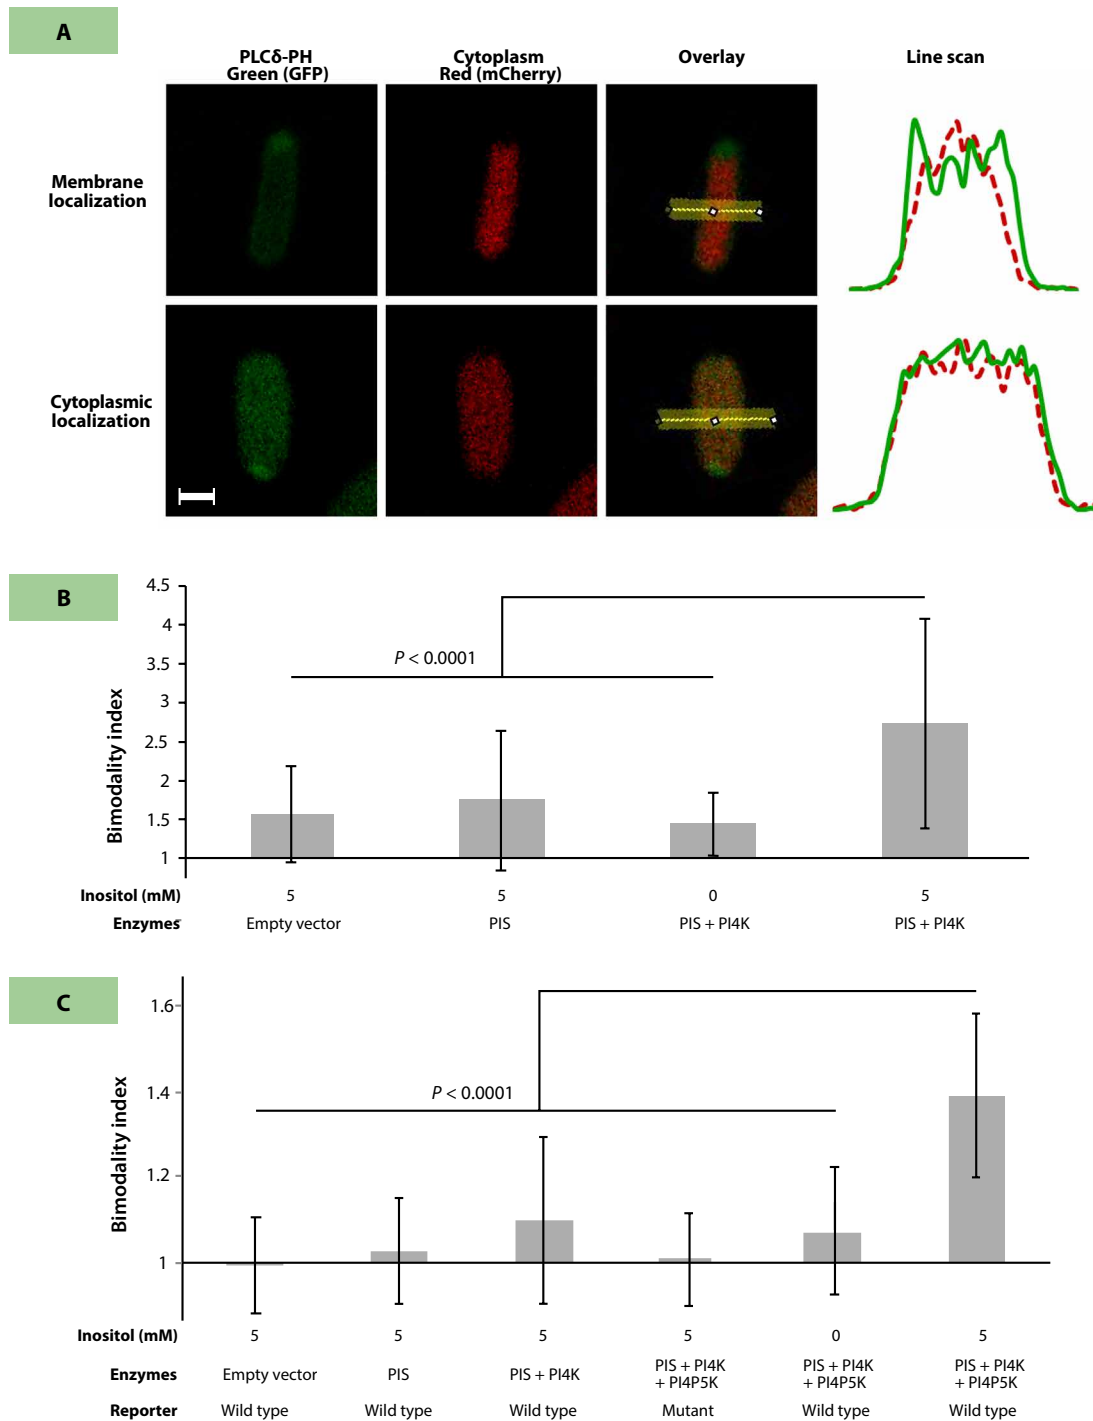 A
PLCδ-PH
Green (GFP)
Cytoplasm
Red (mCherry)
Overlay
Line scan
Membrane
localization
Cytoplasmic
localization
B
4.5
4
3.5
3
2.5
2
1.5
1
Bimodality index
P < 0.0001
Inositol (mM) 5 5 0 5
Enzymes Empty vector PIS PIS + PI4K PIS + PI4K
C
1.6
1.4
1.2
1
Bimodality index
P < 0.0001
Inositol (mM) 5 5 5 5 0 5
Enzymes Empty vector PIS PIS + PI4K PIS + PI4K + PI4P5K PIS + PI4K + PI4P5K PIS + PI4K + PI4P5K
Reporter Wild type Wild type Wild type Mutant Wild type Wild type